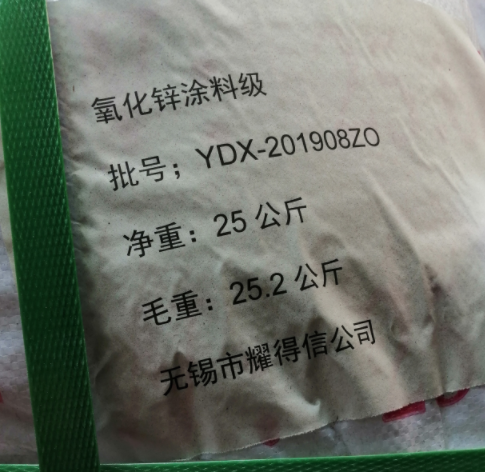 氧化锌涂料级
批号；YDX-201908ZO
净重：25 公斤
毛重：25.2 公斤
无锡市耀得信公司